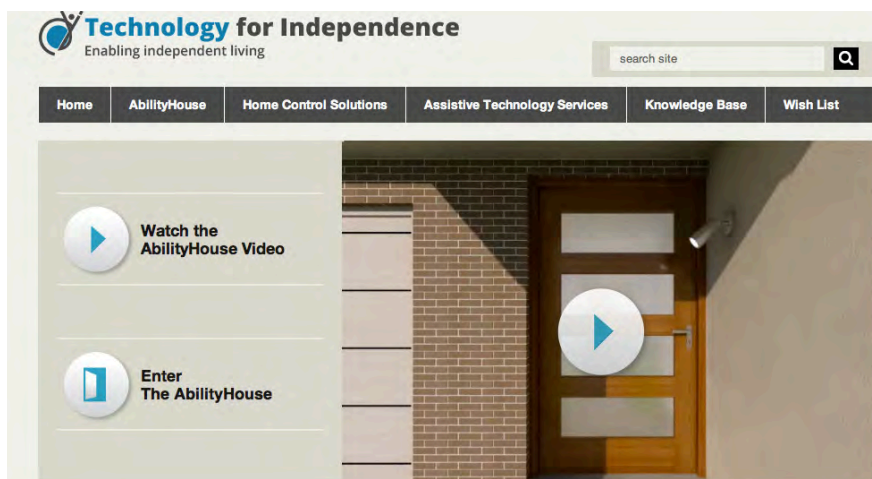 Technology for Independence
Enabling independent living
search site
Home AbilityHouse Home Control Solutions Assistive Technology Services Knowledge Base Wish List
Watch the
AbilityHouse Video
Enter
The AbilityHouse